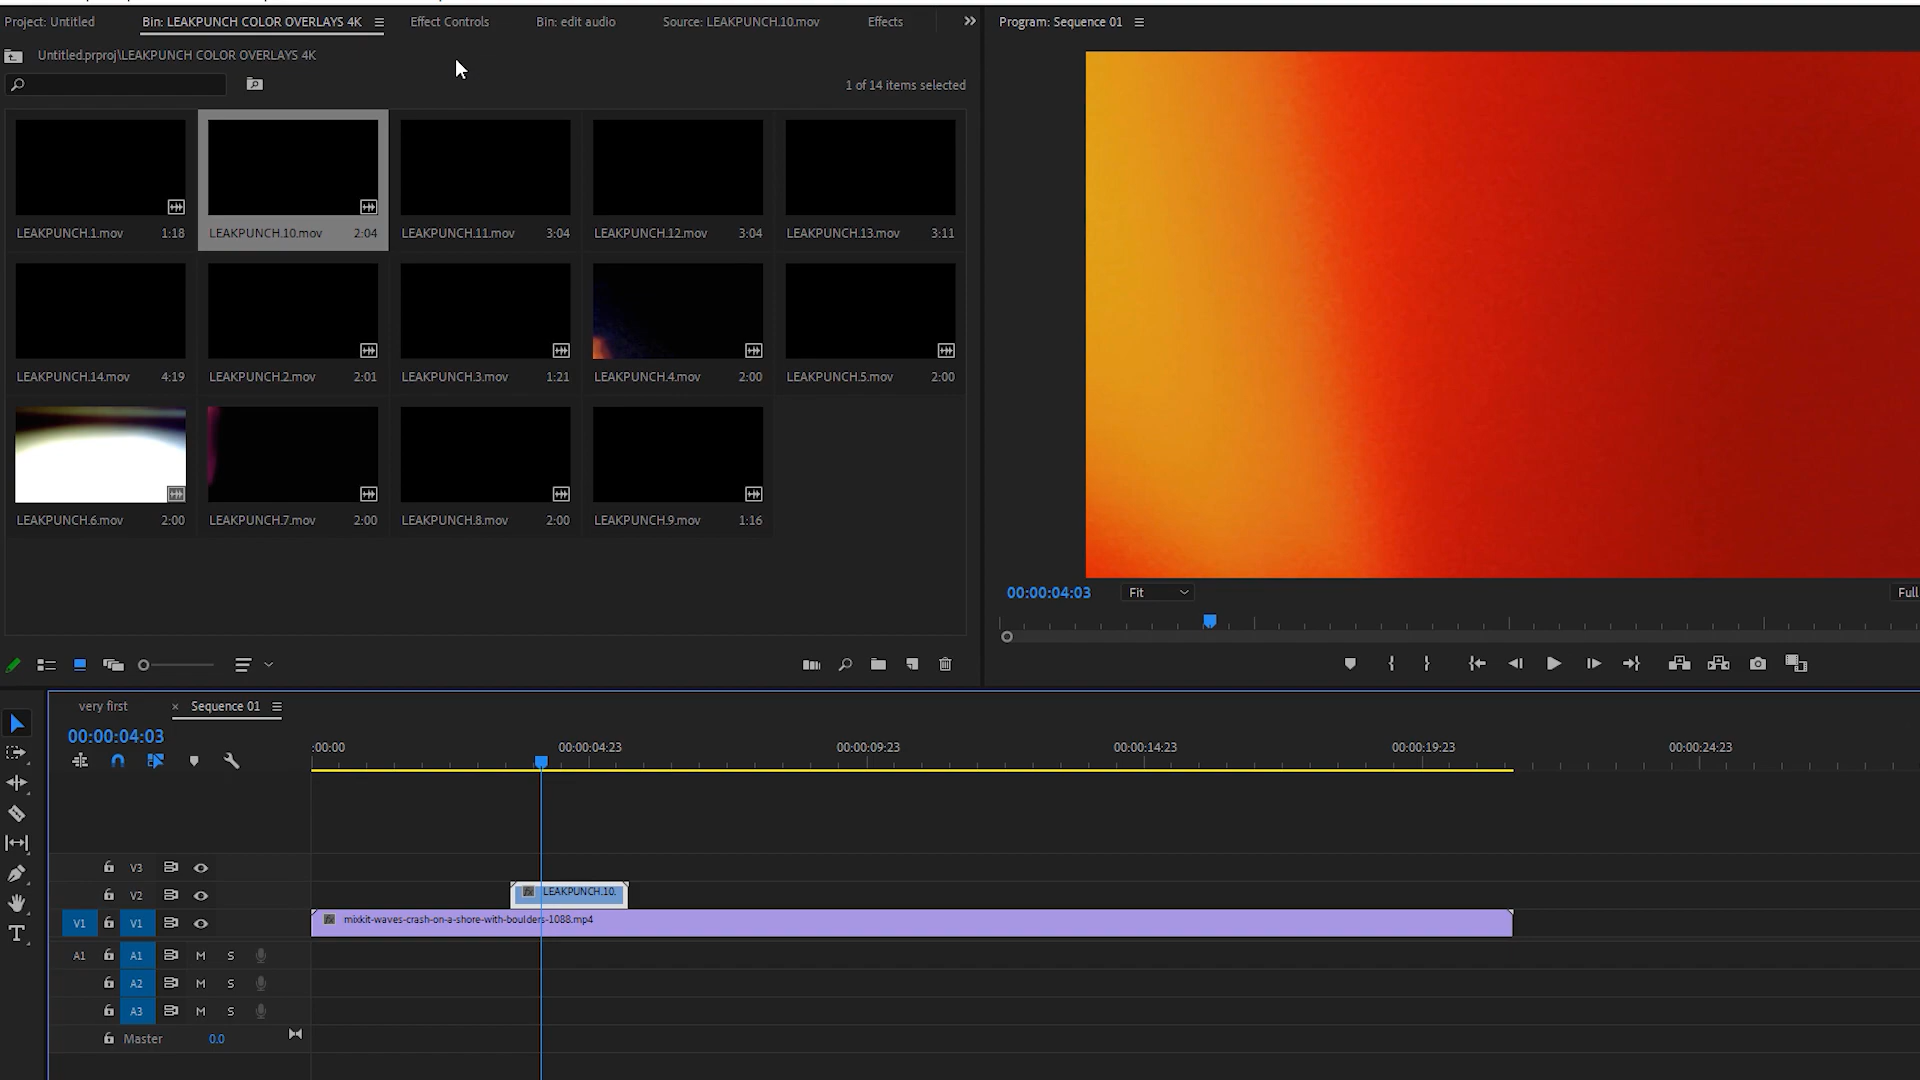 Project: Untitled
Bin: LEAKPUNCH COLOR OVERLAYS 4K
Effect Controls
Bin: edit audio
Source: LEAKPUNCH.10.mov
Effects
Program: Sequence 01
Untitled.prproj\LEAKPUNCH COLOR OVERLAYS 4K
1 of 14 items selected
LEAKPUNCH.1.mov 1:18
LEAKPUNCH.10.mov 2:04
LEAKPUNCH.11.mov 3:04
LEAKPUNCH.12.mov 3:04
LEAKPUNCH.13.mov 3:11
LEAKPUNCH.14.mov 4:19
LEAKPUNCH.2.mov 2:01
LEAKPUNCH.3.mov 1:21
LEAKPUNCH.4.mov 2:00
LEAKPUNCH.5.mov 2:00
LEAKPUNCH.6.mov 2:00
LEAKPUNCH.7.mov 2:00
LEAKPUNCH.8.mov 2:00
LEAKPUNCH.9.mov 1:16
00:00:04:03
Fit
Full
very first
Sequence 01
00:00:04:03
:00:00
00:00:04:23
00:00:09:23
00:00:14:23
00:00:19:23
00:00:24:23
V3
V2
LEAKPUNCH.10.
V1 V1
mixkit-waves-crash-on-a-shore-with-boulders-1088.mp4
A1 A1 M S
A2 M S
A3 M S
Master 0.0